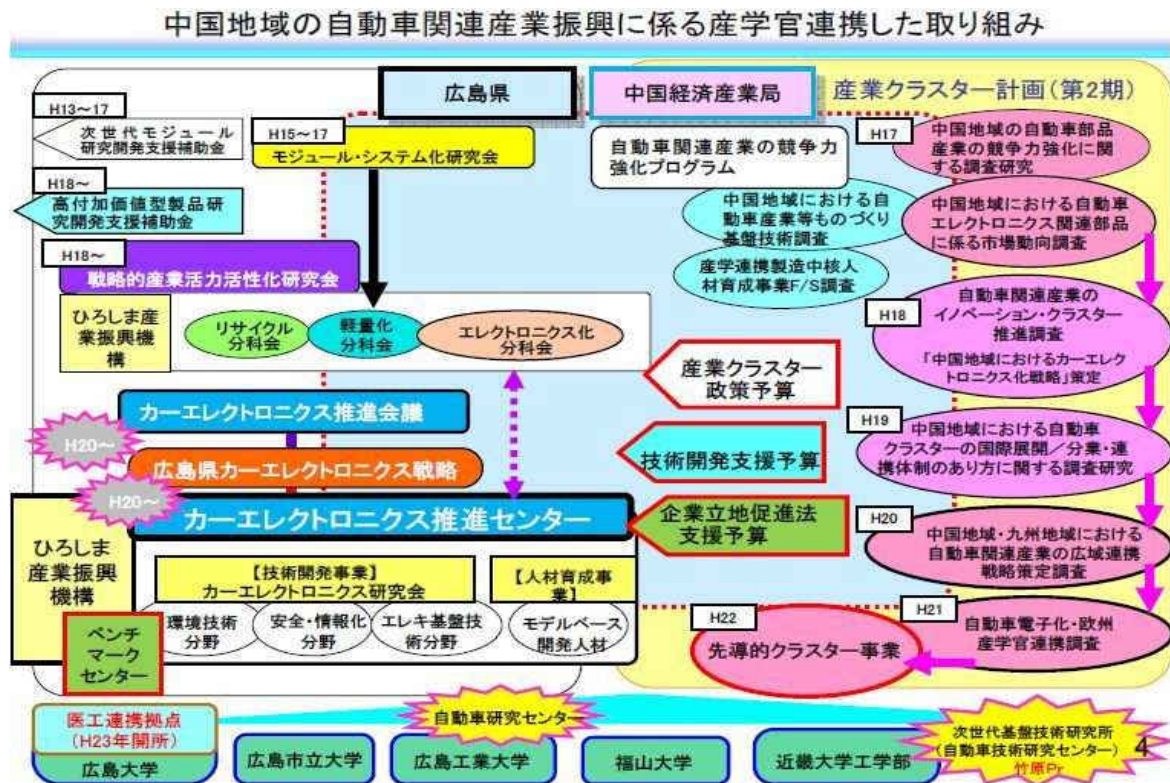 中国地域の自動車関連産業振興に係る産学官連携した取り組み
広島県
中国経済産業局
産業クラスター計画(第2期)
H13~17
次世代モジュール
研究開発支援補助金
H15~17
モジュール・システム化研究会
H18~
高付加価値型製品研
究開発支援補助金
H18~
戦略的産業活力活性化研究会
ひろしま産
業振興機
構
リサイクル
分科会
軽量化
分科会
エレクトロニクス化
分科会
自動車関連産業の競争力
強化プログラム
中国地域における自
動車産業等ものづくり
基盤技術調査
産学連携製造中核人
材育成事業F/S調査
H17
中国地域の自動車部品
産業の競争力強化に関
する調査研究
中国地域における自動車
エレクトロニクス関連部品
に係る市場動向調査
H18
自動車関連産業の
イノベーション・クラスター
推進調査
「中国地域におけるカーエレク
トロニクス化戦略」策定
H19
中国地域における自動車
クラスターの国際展開/分業・連
携体制のあり方に関する調査研究
H20
中国地域・九州地域における
自動車関連産業の広域連携
戦略策定調査
H21
自動車電子化・欧州
産学官連携調査
H22
先導的クラスター事業
産業クラスター
政策予算
技術開発支援予算
企業立地促進法
支援予算
カーエレクトロニクス推進会議
H20~
広島県カーエレクトロニクス戦略
H20~
カーエレクトロニクス推進センター
ひろしま
産業振興
機構
ベンチ
マーク
センター
【技術開発事業】
カーエレクトロニクス研究会
環境技術
分野
安全・情報化
分野
エレキ基盤技
術分野
【人材育成事
業】
モデルベース
開発人材
医工連携拠点
(H23年開所)
広島大学
広島市立大学
自動車研究センター
広島工業大学
福山大学
近畿大学工学部
次世代基盤技術研究所
(自動車技術研究センター)
竹原Pr
4